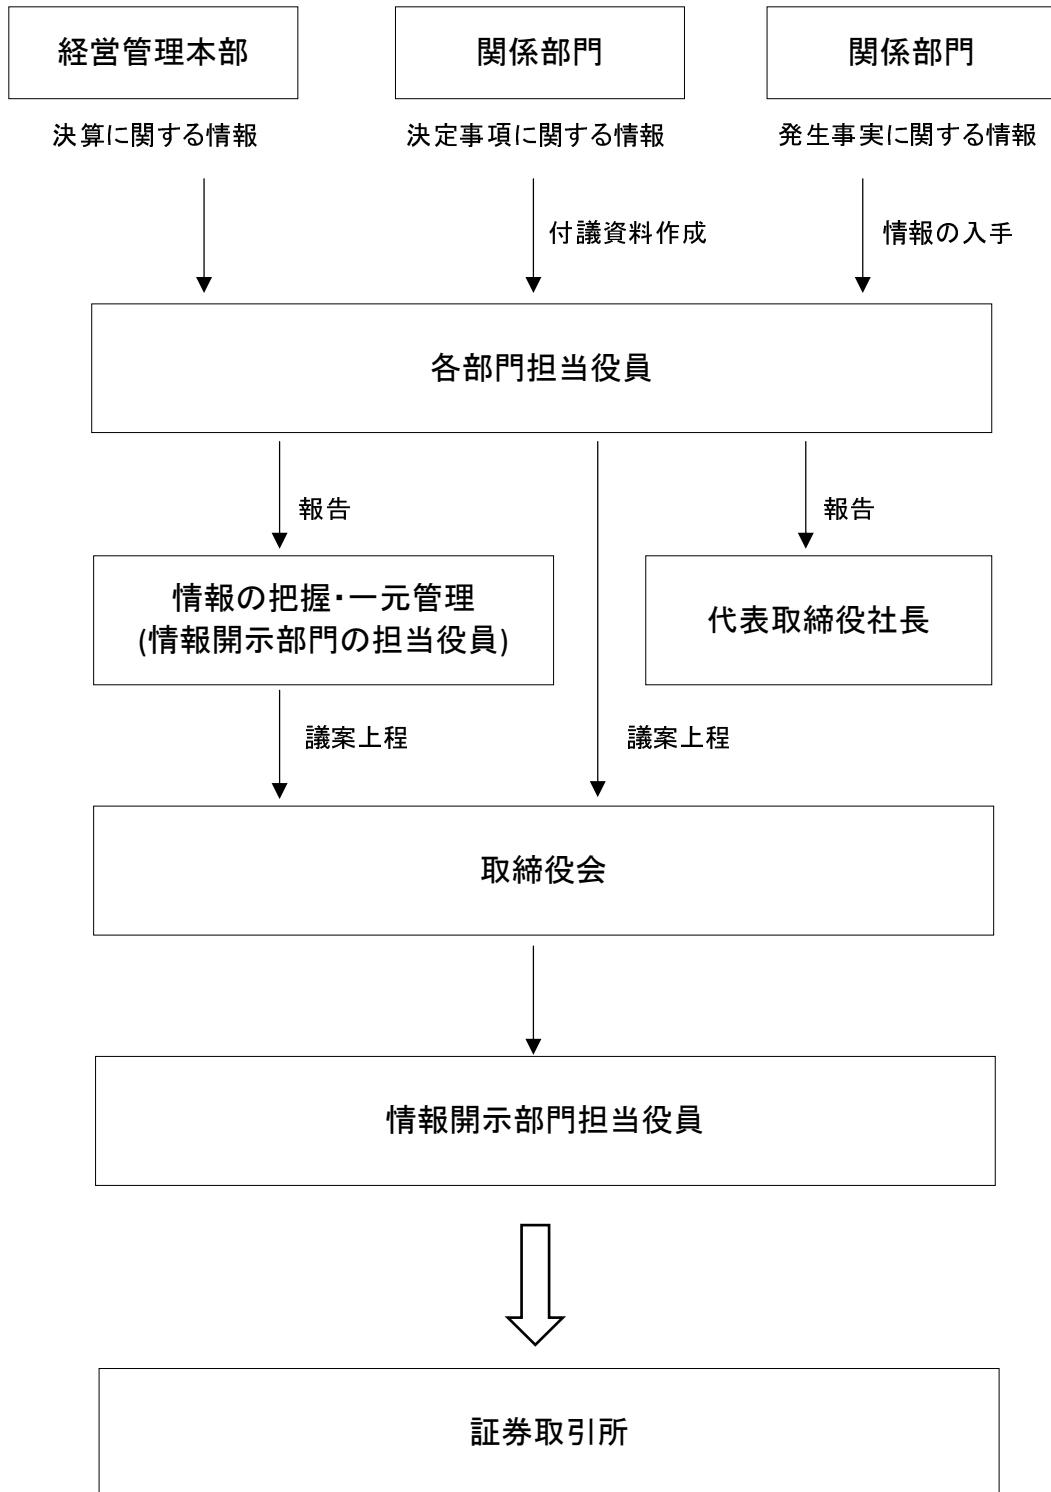 経営管理本部
関係部門
関係部門
決算に関する情報
決定事項に関する情報
発生事実に関する情報
付議資料作成
情報の入手
各部門担当役員
報告
報告
情報の把握・一元管理
(情報開示部門の担当役員)
代表取締役社長
議案上程
議案上程
取締役会
情報開示部門担当役員
証券取引所